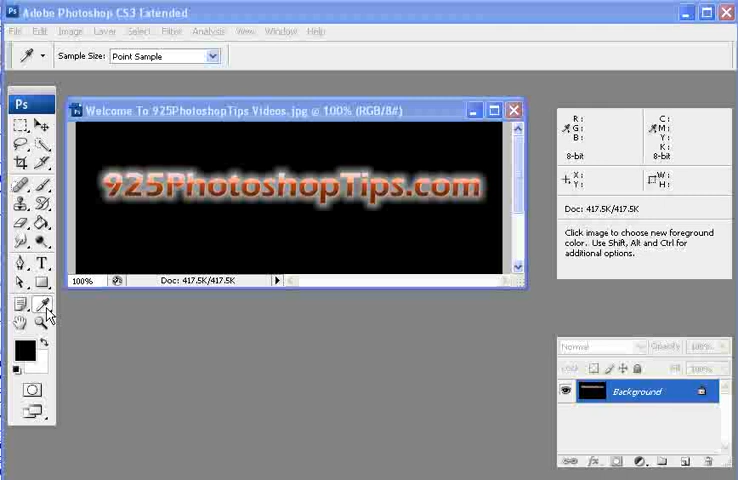 Adobe Photoshop CS3 Extended
File Edit Image Layer Select Filter Analysis View Window Help
Sample Size: Point Sample
Ps
Welcome To 925PhotoshopTips Videos.jpg @ 100% (RGB/8#)
925PhotoshopTips.com
100% Doc: 417.5K/417.5K
R: C:
G: M:
B: Y:
K:
8-bit 8-bit
X: W:
Y: H:
Doc: 417.5K/417.5K
Click image to choose new foreground
color. Use Shift, Alt and Ctrl for
additional options.
Normal Opacity: 100%
Lock: Fill: 100%
Background